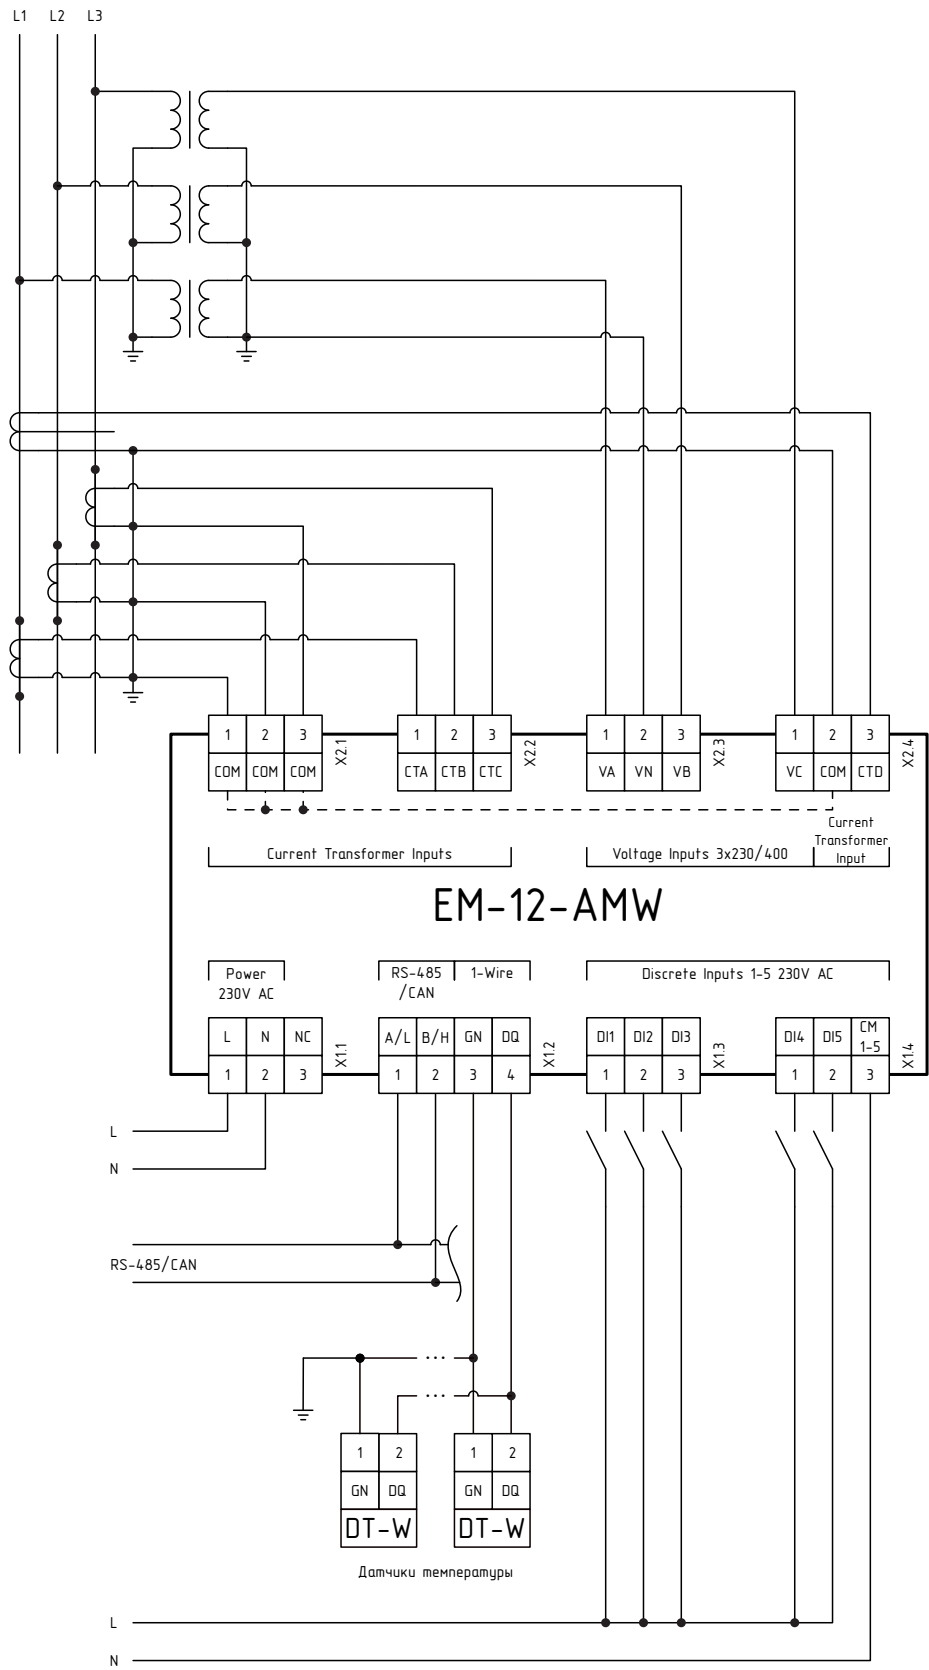 L1 L2 L3
1 2 3 X2.1 1 2 3 X2.2 1 2 3 X2.3 1 2 3 X2.4
COM COM COM CTA CTB CTC VA VN VB VC COM CTD
Current Transformer Inputs
Voltage Inputs 3x230/400
Current
Transformer
Input
EM-12-AMW
Power
230V AC
RS-485
/CAN
1-Wire
Discrete Inputs 1-5 230V AC
L N NC X1.1 A/L B/H GN DQ X1.2 DI1 DI2 DI3 X1.3 DI4 DI5 CM
1-5 X1.4
1 2 3 1 2 3 4 1 2 3 1 2 3
L
N
RS-485/CAN
... 
...
1 2 1 2
GN DQ GN DQ
DT-W DT-W
Датчики температуры
L
N